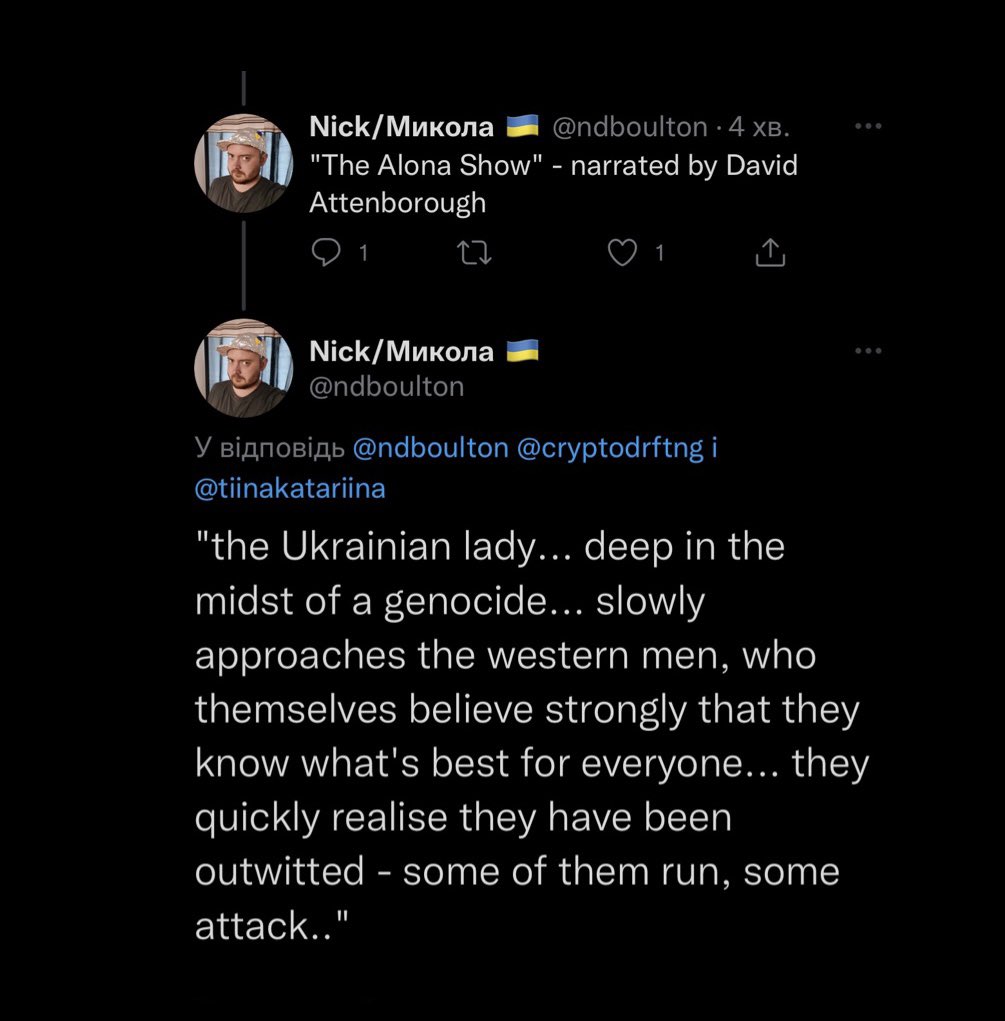 Nick/Микола 🇺🇦 @ndboulton · 4 хв.
"The Alona Show" - narrated by David
Attenborough
1 1
Nick/Микола 🇺🇦
@ndboulton
У відповідь @ndboulton @cryptodrftng і
@tiinakatariina
"the Ukrainian lady... deep in the
midst of a genocide... slowly
approaches the western men, who
themselves believe strongly that they
know what's best for everyone... they
quickly realise they have been
outwitted - some of them run, some
attack.."